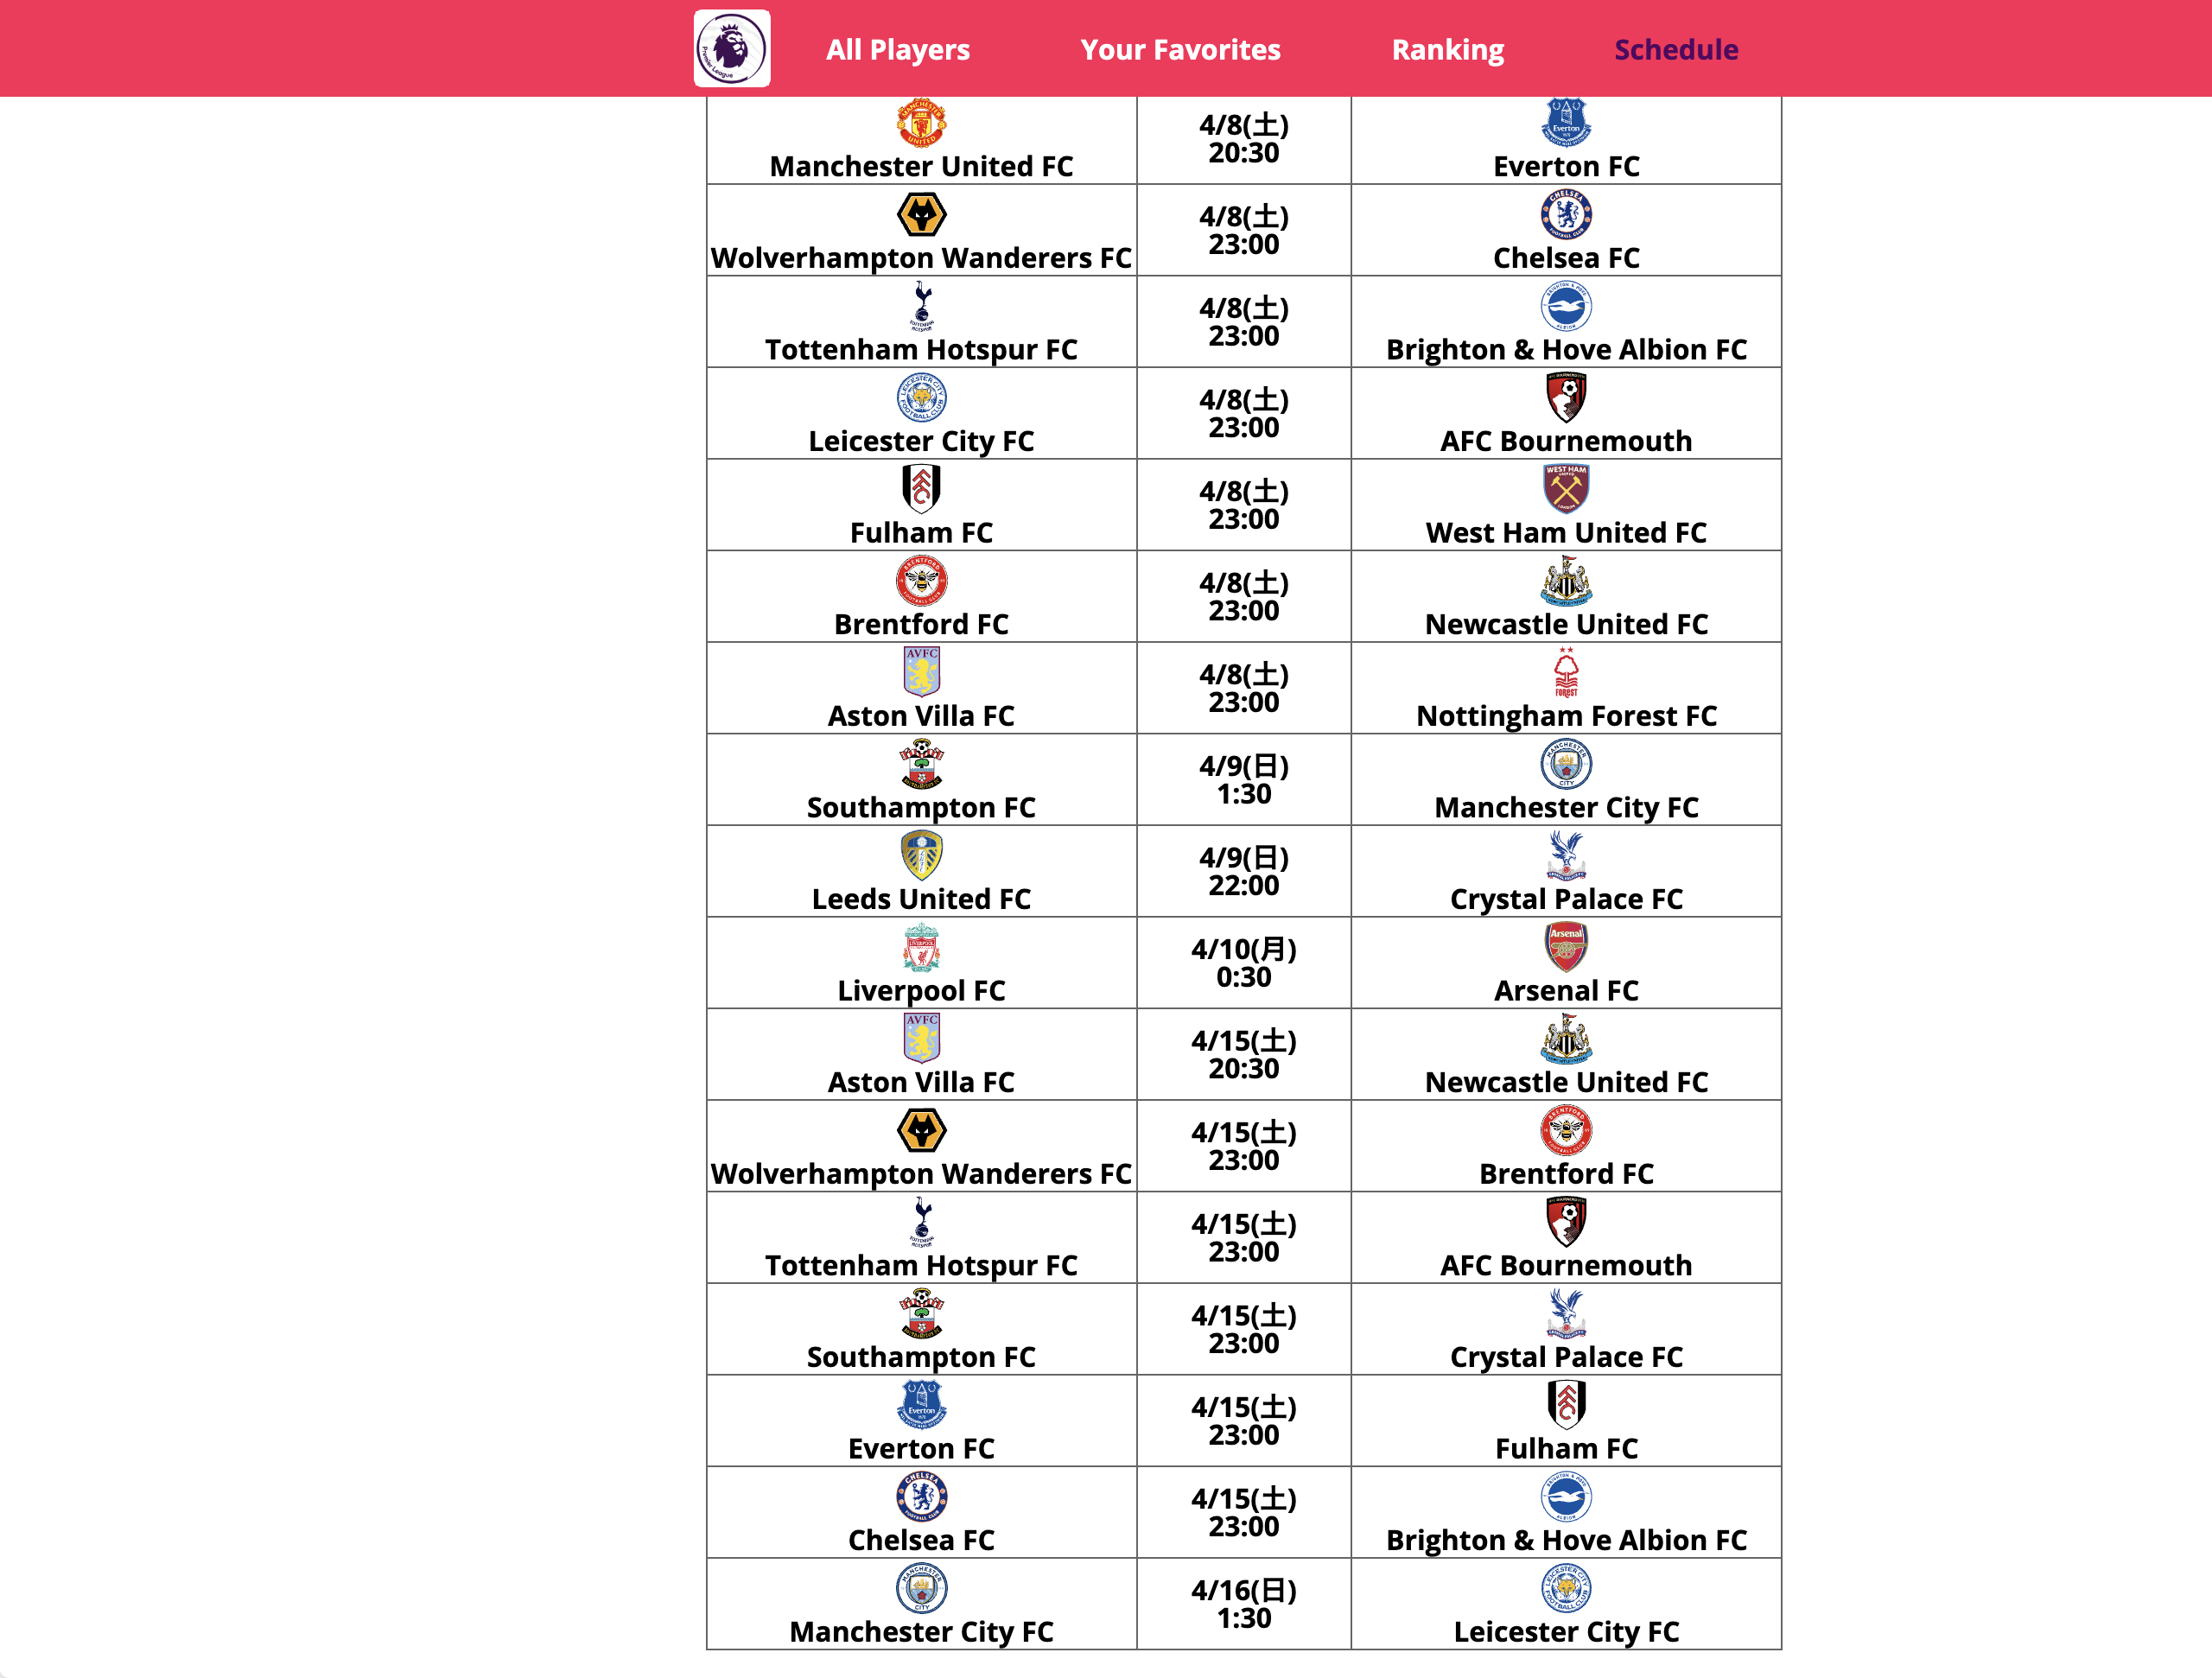 Premier League
All Players
Your Favorites
Ranking
Schedule
Manchester United FC
4/8(土)
20:30
Everton FC
Wolverhampton Wanderers FC
4/8(土)
23:00
Chelsea FC
Tottenham Hotspur FC
4/8(土)
23:00
Brighton & Hove Albion FC
Leicester City FC
4/8(土)
23:00
AFC Bournemouth
Fulham FC
4/8(土)
23:00
West Ham United FC
Brentford FC
4/8(土)
23:00
Newcastle United FC
Aston Villa FC
4/8(土)
23:00
Nottingham Forest FC
Southampton FC
4/9(日)
1:30
Manchester City FC
Leeds United FC
4/9(日)
22:00
Crystal Palace FC
Liverpool FC
4/10(月)
0:30
Arsenal FC
Aston Villa FC
4/15(土)
20:30
Newcastle United FC
Wolverhampton Wanderers FC
4/15(土)
23:00
Brentford FC
Tottenham Hotspur FC
4/15(土)
23:00
AFC Bournemouth
Southampton FC
4/15(土)
23:00
Crystal Palace FC
Everton FC
4/15(土)
23:00
Fulham FC
Chelsea FC
4/15(土)
23:00
Brighton & Hove Albion FC
Manchester City FC
4/16(日)
1:30
Leicester City FC